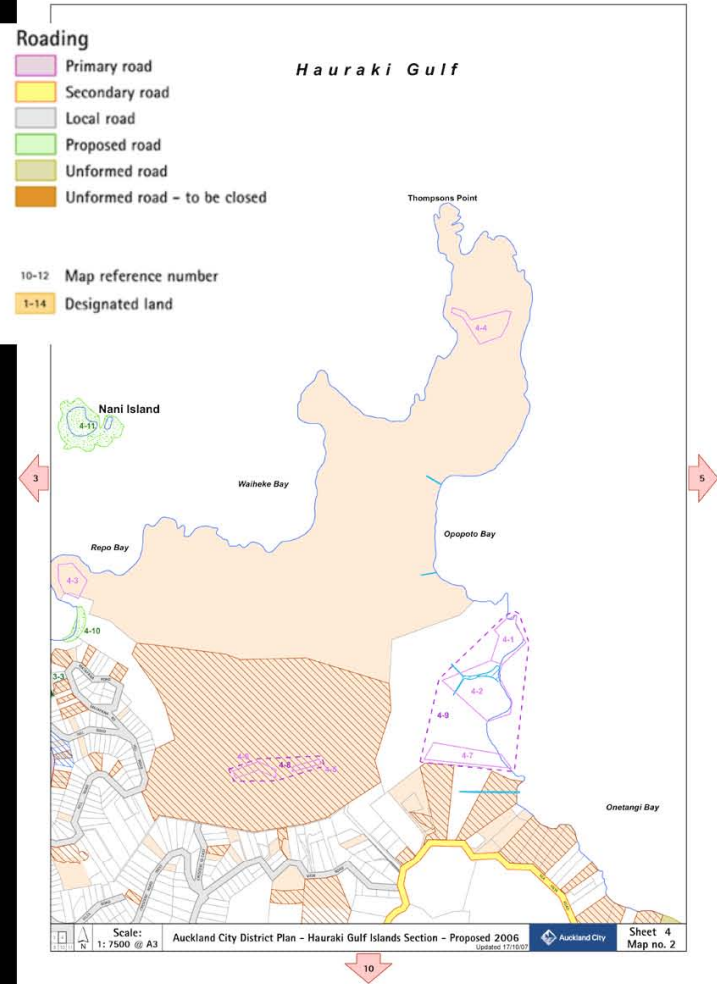 Roading
Primary road
Secondary road
Local road
Proposed road
Unformed road
Unformed road - to be closed
10-12 Map reference number
1-14 Designated land
Hauraki Gulf
Thompsons Point
4-4
Nani Island
4-11
3
5
Waiheke Bay
Opopoto Bay
Repo Bay
4-3
4-10
4-1
3-3
4-2
4-9
4-7
4-6
Onetangi Bay
Scale:
1: 7500 @ A3
N
Auckland City District Plan - Hauraki Gulf Islands Section - Proposed 2006
Updated 17/10/07
Auckland City
Sheet 4
Map no. 2
10